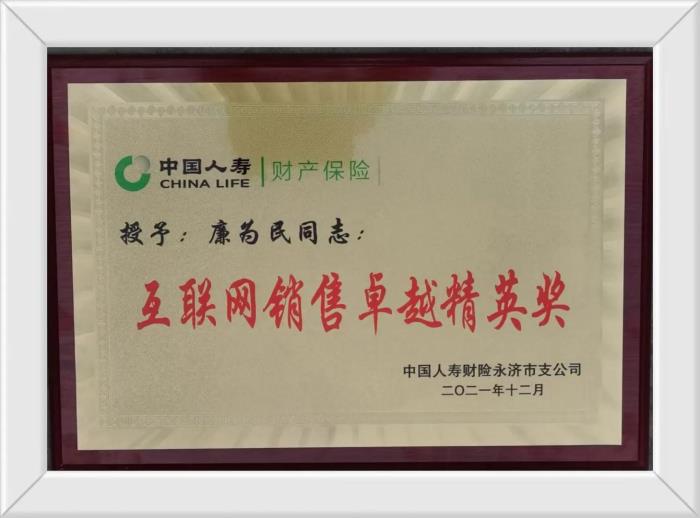 中国人寿 财产保险
CHINA LIFE
授予：廉为民同志：
互联网销售卓越精英奖
中国人寿财险永济市支公司
二〇二一年十二月